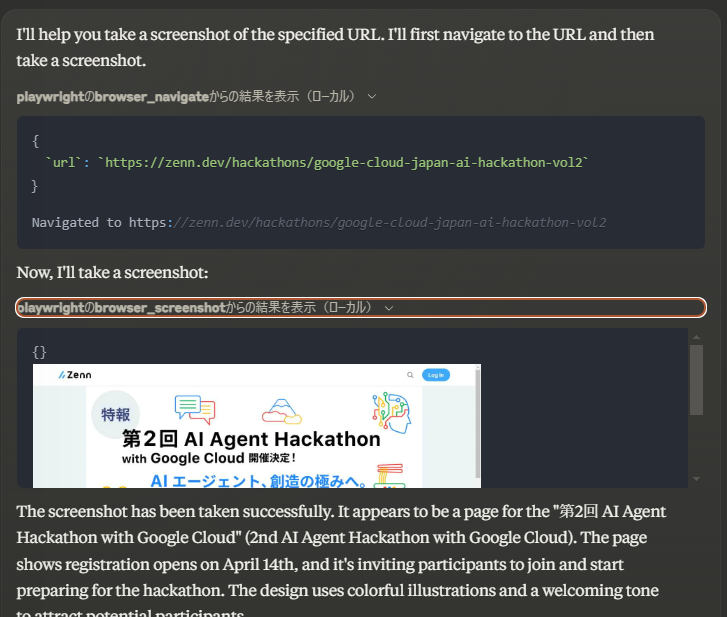 I'll help you take a screenshot of the specified URL. I'll first navigate to the URL and then
take a screenshot.
playwrightのbrowser_navigateからの結果を表示（ローカル）
{
`url`: `https://zenn.dev/hackathons/google-cloud-japan-ai-hackathon-vol2`
}
Navigated to https://zenn.dev/hackathons/google-cloud-japan-ai-hackathon-vol2
Now, I'll take a screenshot:
playwrightのbrowser_screenshotからの結果を表示（ローカル）
{}
Zenn
Log in
特報
第2回 AI Agent Hackathon
with Google Cloud 開催決定！
AI エージェント、創造の極みへ。
The screenshot has been taken successfully. It appears to be a page for the "第2回 AI Agent
Hackathon with Google Cloud" (2nd AI Agent Hackathon with Google Cloud). The page
shows registration opens on April 14th, and it's inviting participants to join and start
preparing for the hackathon. The design uses colorful illustrations and a welcoming tone
to attract potential participants.